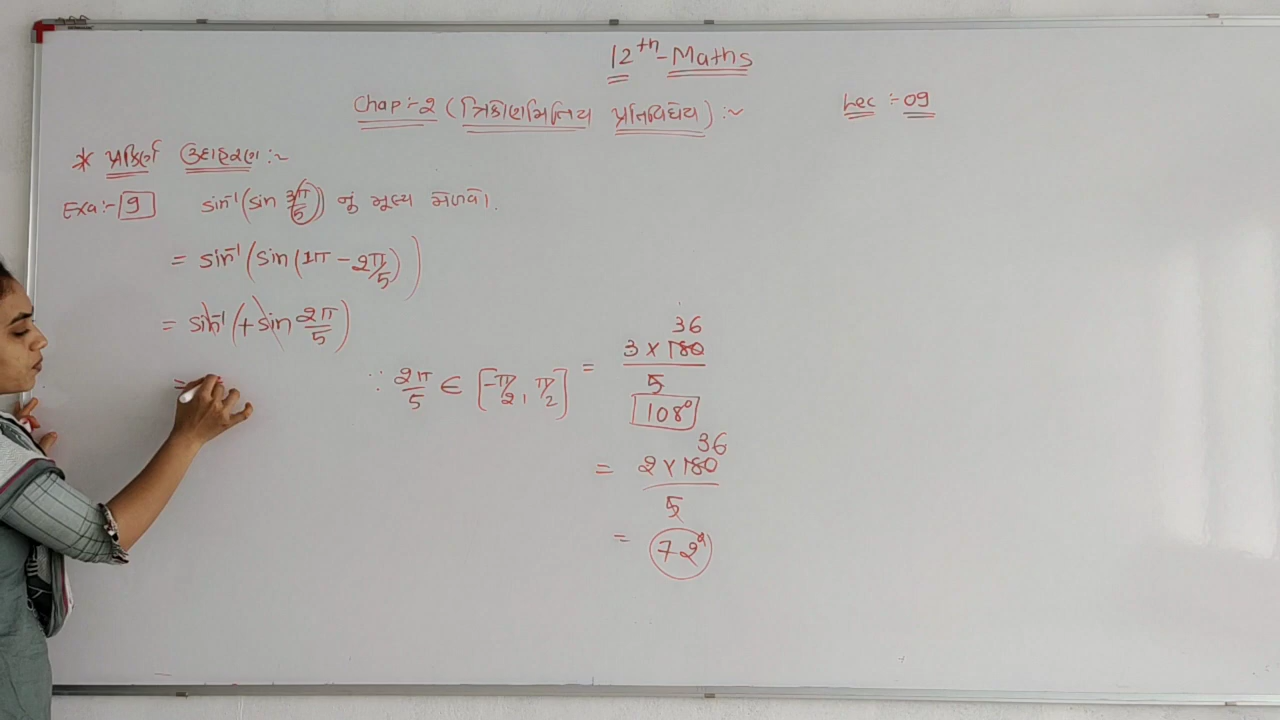 12th - Maths
Chap :- 2 (ત્રિકોણમિતિય પ્રતિવિધેય) :~
Lec :- 09
* પ્રકિર્ણ ઉદાહરણ :~
Exa:- 9 sin⁻¹(sin 3π/5) નું મૂલ્ય મેળવો.
= sin⁻¹(sin (1π - 2π/5))
= sin⁻¹(+sin 2π/5)
=
∵ 2π/5 ∈ [-π/2, π/2]
= 3 × 180 / 5
36
108°
= 2 × 180 / 5
36
= 72°